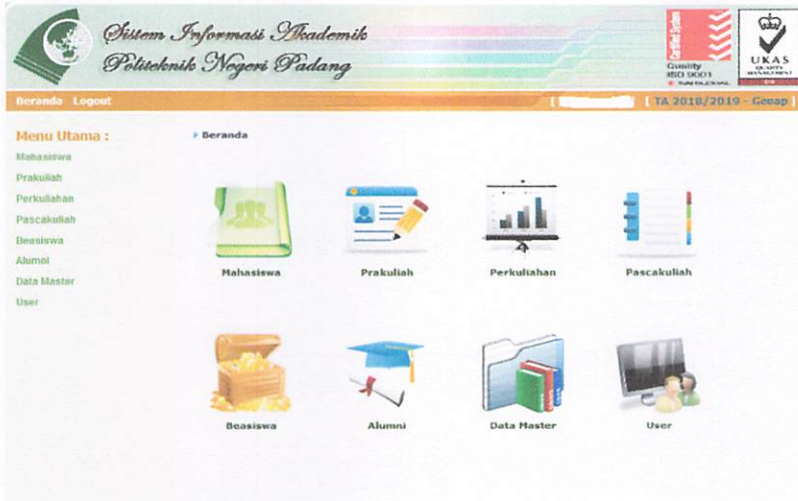 Sistem Informasi Akademik
Politeknik Negeri Padang
Certified System
Quality
ISO 9001
UKAS
QUALITY
MANAGEMENT
Beranda Logout
[ ] [ TA 2018/2019 - Genap ]
Menu Utama :
Mahasiswa
Prakuliah
Perkuliahan
Pascakuliah
Beasiswa
Alumni
Data Master
User
Beranda
Mahasiswa Prakuliah Perkuliahan Pascakuliah
Beasiswa Alumni Data Master User